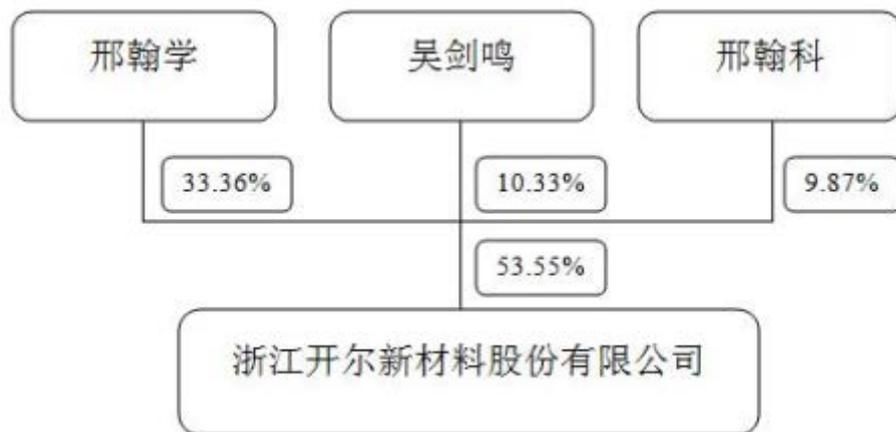 邢翰学
吴剑鸣
邢翰科
33.36%
10.33%
9.87%
53.55%
浙江开尔新材料股份有限公司